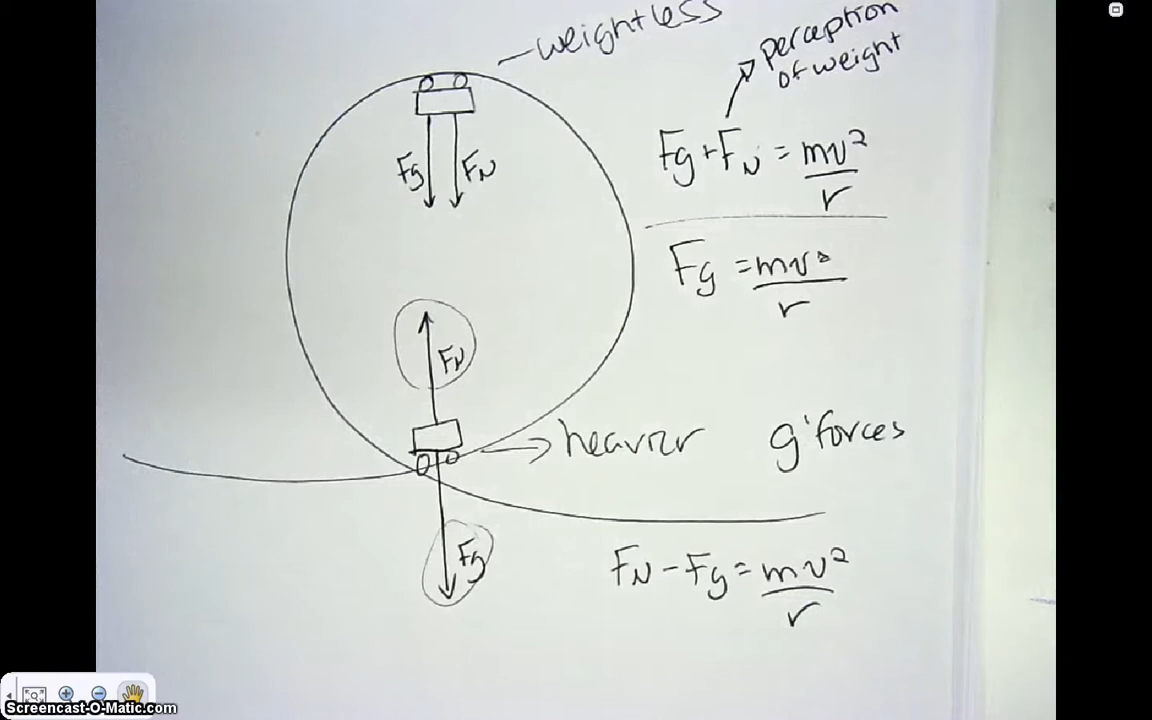 weightless
perception
of weight
Fg FN
Fg + FN = mv²
r
Fg = mv²
r
FN
heavier g'forces
Fg
FN - Fg = mv²
r
Screencast-O-Matic.com